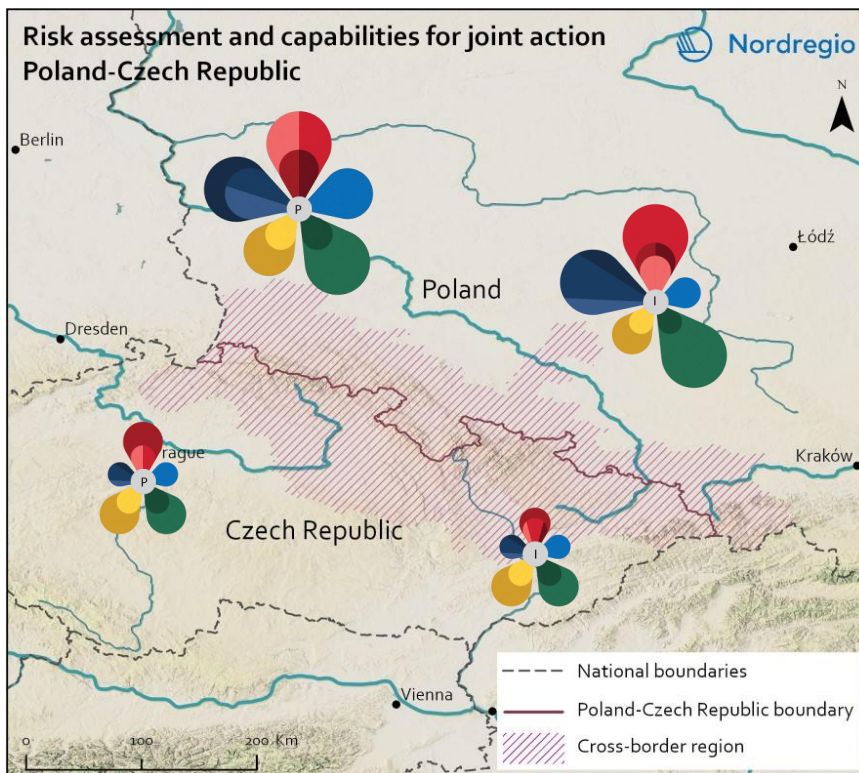 Risk assessment and capabilities for joint action
Poland-Czech Republic
Nordregio
N
Berlin
P
Łódź
I
Poland
Dresden
rague
P
Kraków
Czech Republic
I
Vienna
National boundaries
Poland-Czech Republic boundary
Cross-border region
0 100 200 Km